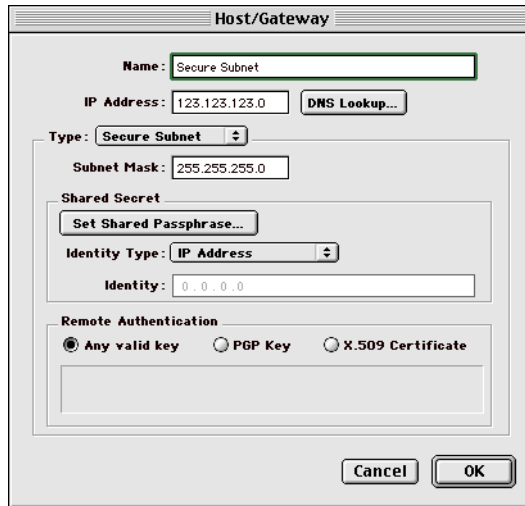 Host/Gateway
Name: Secure Subnet
IP Address: 123.123.123.0 DNS Lookup...
Type: Secure Subnet
Subnet Mask: 255.255.255.0
Shared Secret
Set Shared Passphrase...
Identity Type: IP Address
Identity: 0.0.0.0
Remote Authentication
Any valid key PGP Key X.509 Certificate
Cancel OK